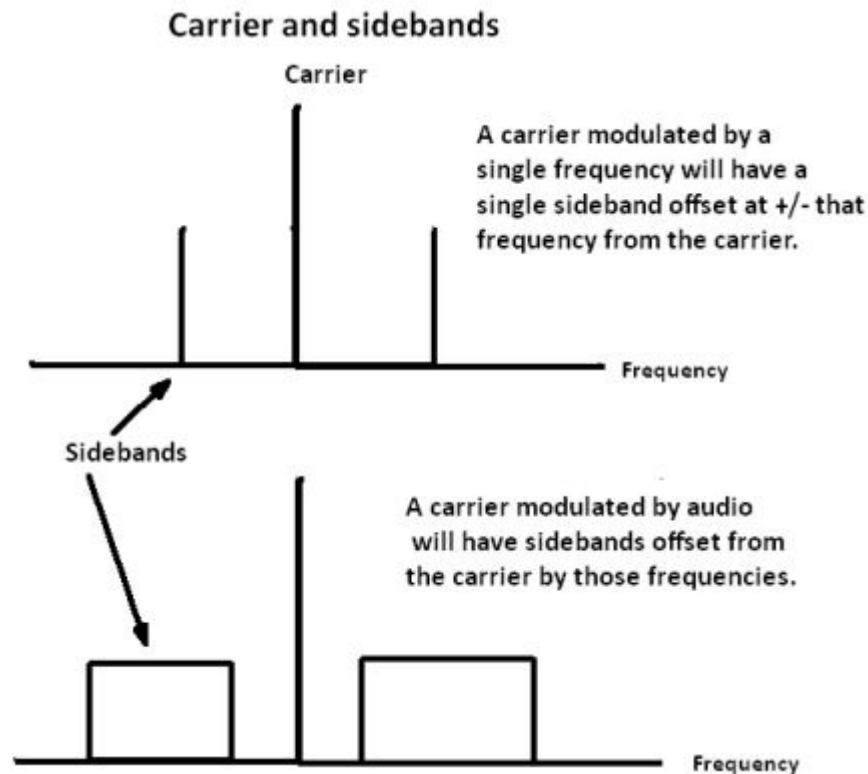 Carrier and sidebands
Carrier
A carrier modulated by a
single frequency will have a
single sideband offset at +/- that
frequency from the carrier.
Frequency
Sidebands
A carrier modulated by audio
will have sidebands offset from
the carrier by those frequencies.
Frequency